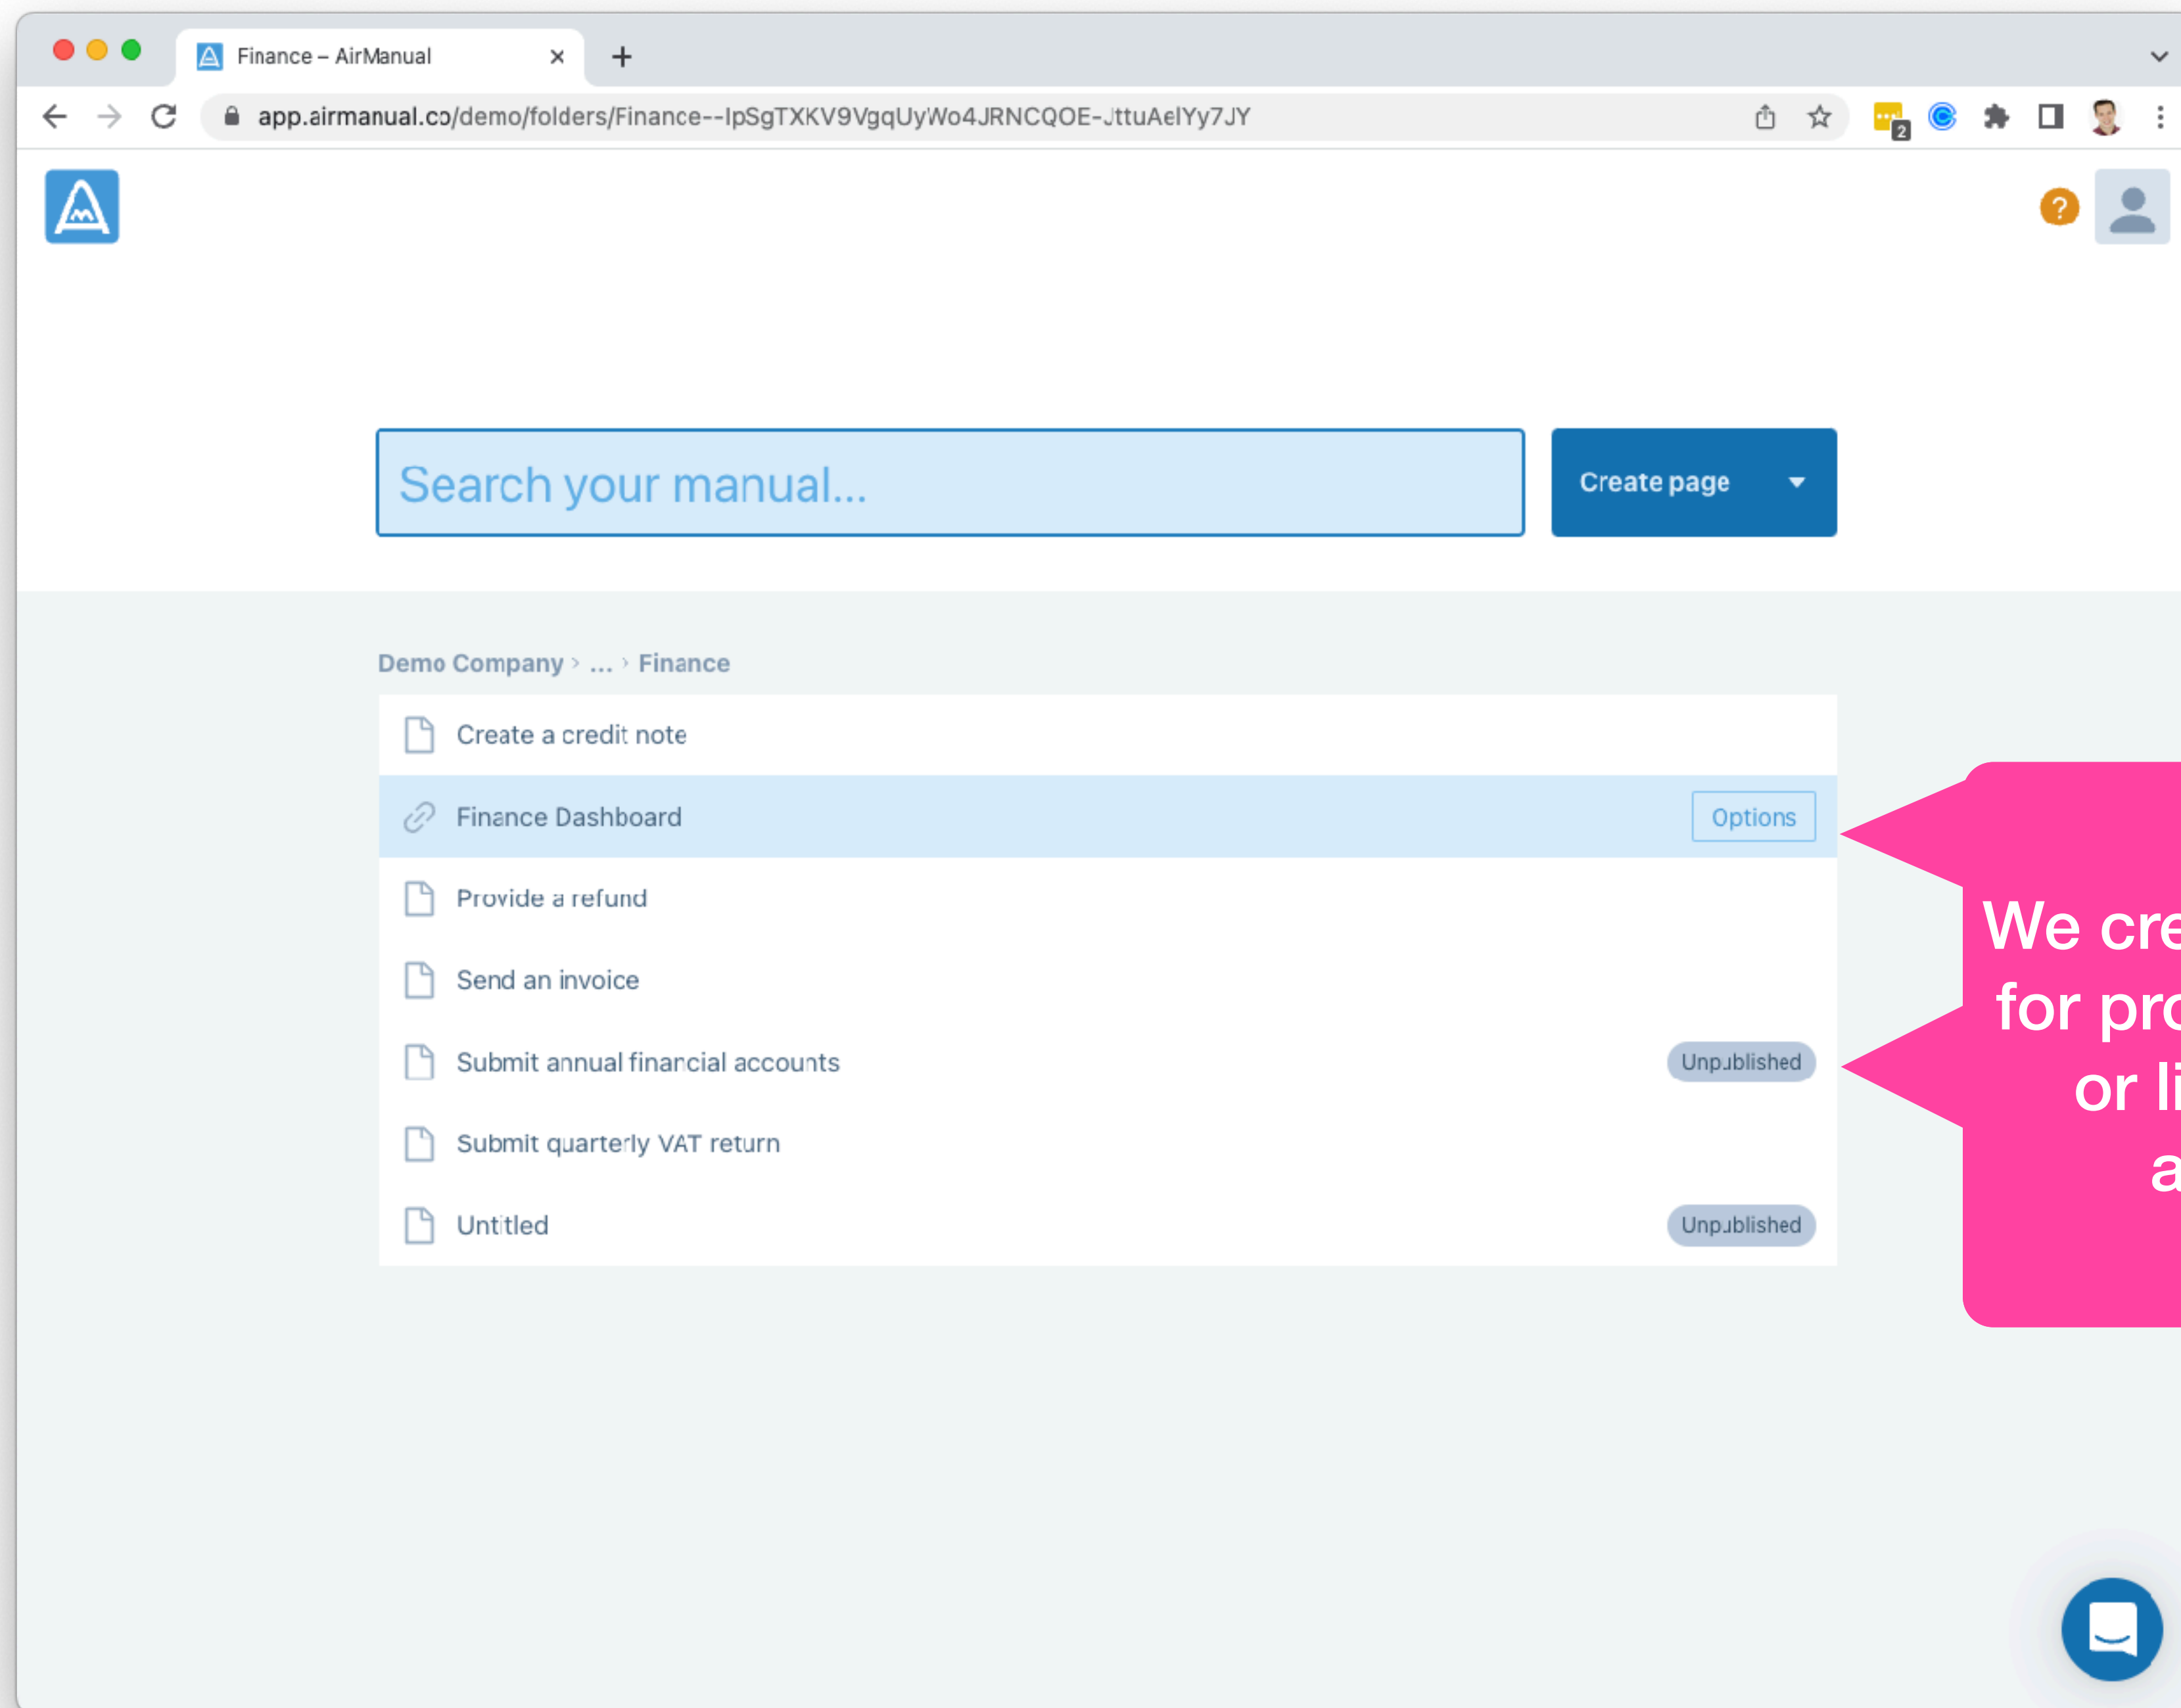 Finance – AirManual
app.airmanual.co/demo/folders/Finance--IpSgTXKV9VgqUyWo4JRNCQOE-JttuAeIYy7JY
2
?
Search your manual...
Create page
Demo Company > ... > Finance
Create a credit note
Finance Dashboard
Options
Provide a refund
Send an invoice
Submit annual financial accounts
Unpublished
Submit quarterly VAT return
Untitled
Unpublished
We cre
for pro
or li
a